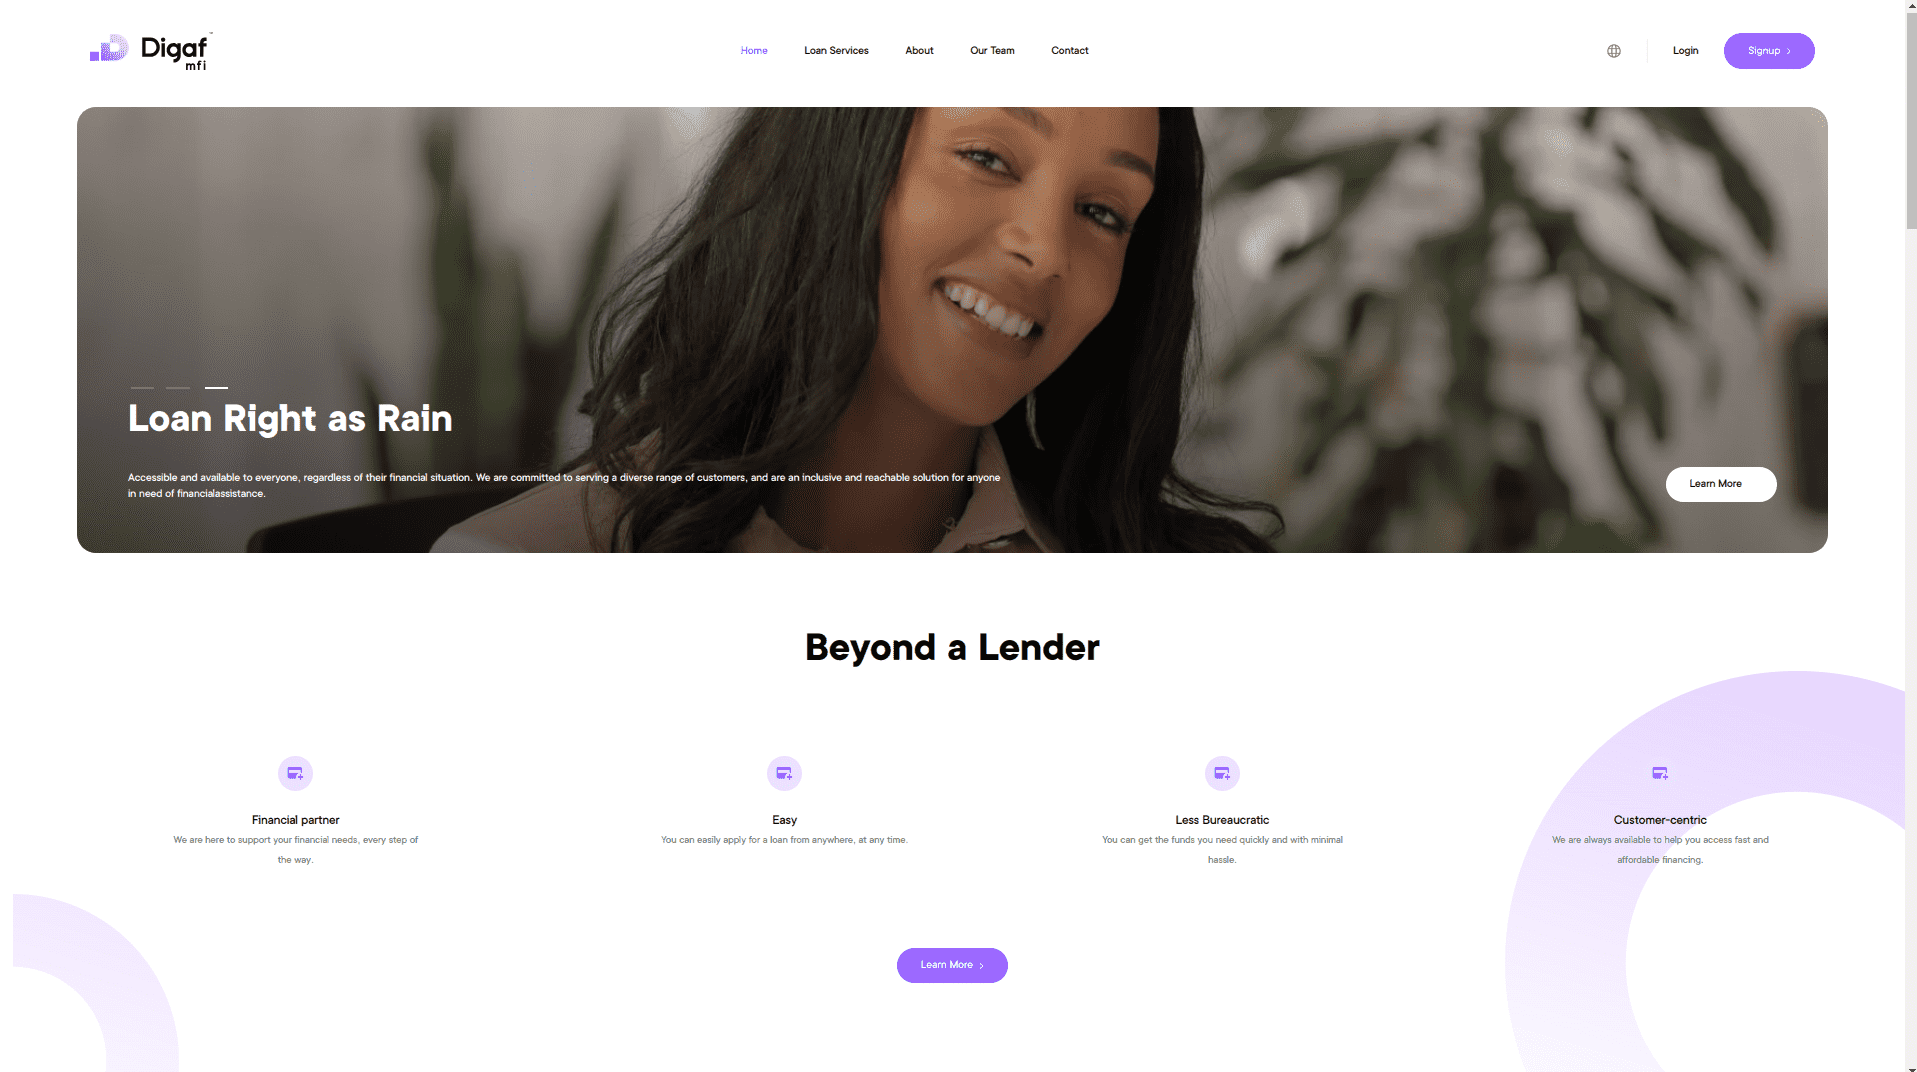 Digaf
mfi
Home
Loan Services
About
Our Team
Contact
Login
Signup
Loan Right as Rain
Accessible and available to everyone, regardless of their financial situation. We are committed to serving a diverse range of customers, and are an inclusive and reachable solution for anyone
in need of financialassistance.
Learn More
Beyond a Lender
Financial partner
We are here to support your financial needs, every step of
the way.
Easy
You can easily apply for a loan from anywhere, at any time.
Less Bureaucratic
You can get the funds you need quickly and with minimal
hassle.
Customer-centric
We are always available to help you access fast and
affordable financing.
Learn More